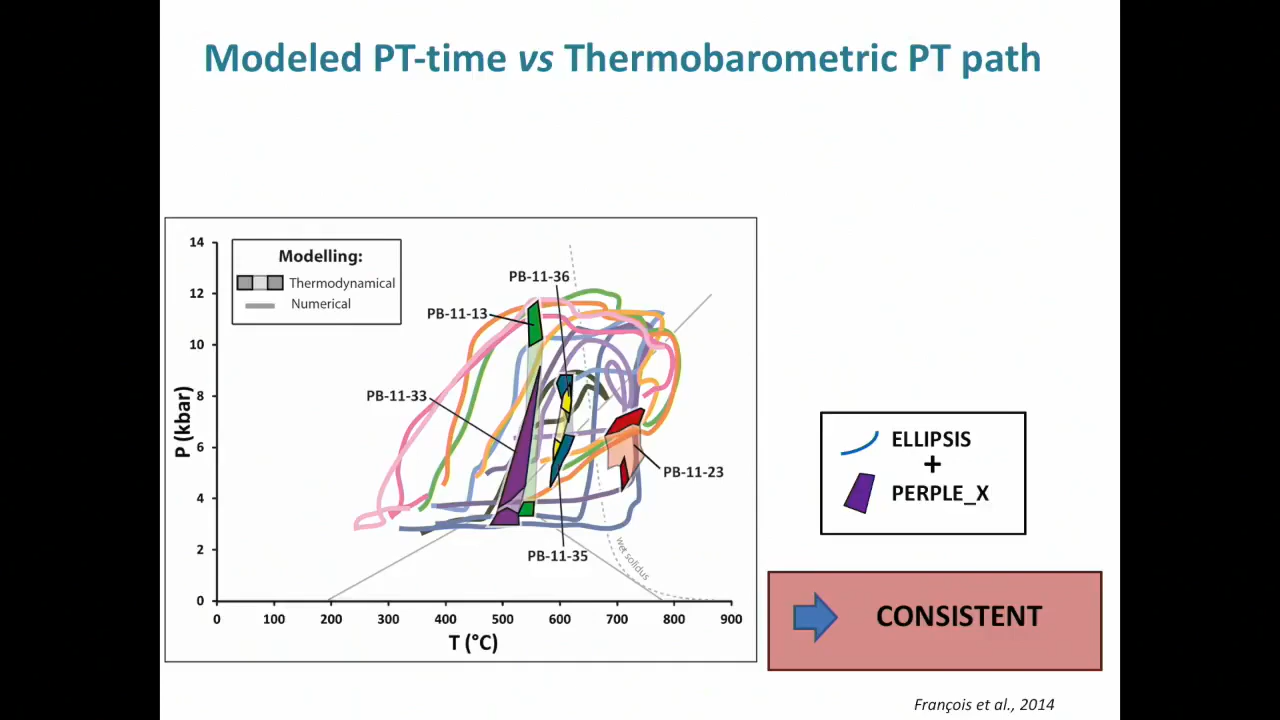 Modeled PT-time vs Thermobarometric PT path
Modelling:
Thermodynamical
Numerical
PB-11-36
PB-11-13
PB-11-33
PB-11-23
PB-11-35
wet solidus
P (kbar)
14
12
10
8
6
4
2
0
0 100 200 300 400 500 600 700 800 900
T (°C)
ELLIPSIS
+
PERPLE_X
CONSISTENT
François et al., 2014